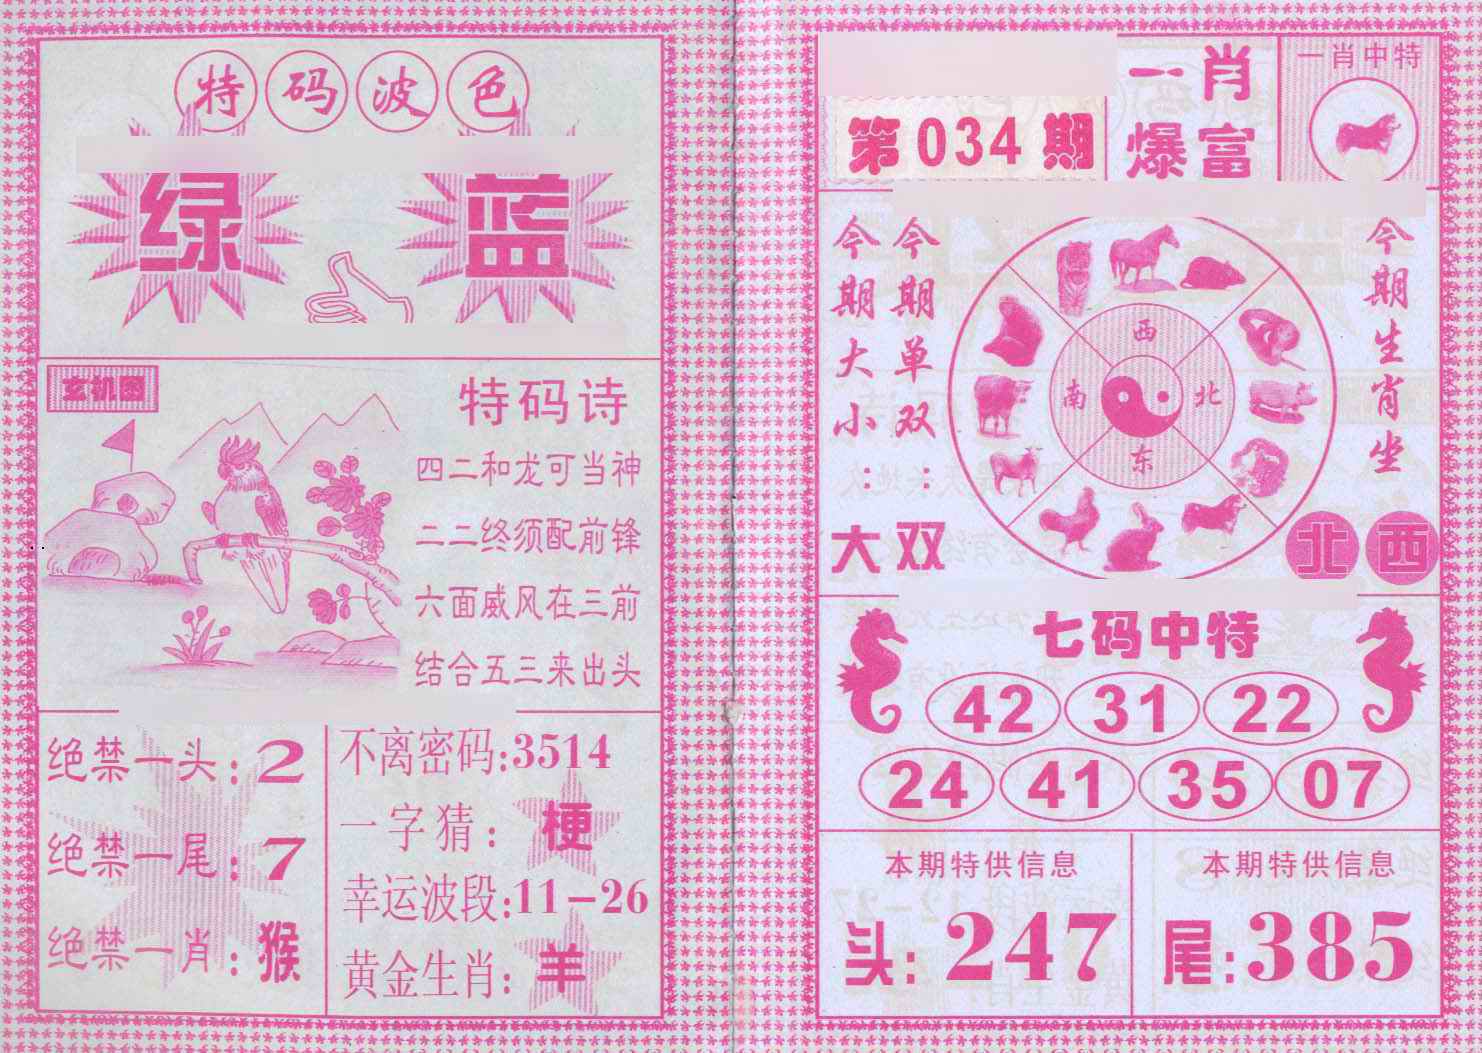 特码波色
绿 蓝
玄机图
特码诗
四二和龙可当神
二二终须配前锋
六面威风在三前
结合五三来出头
绝禁一头:2
绝禁一尾:7
绝禁一肖:猴
不离密码:3514
一字猜:梗
幸运波段:11-26
黄金生肖:羊
第034期
一肖
爆富
一肖中特
今期大小:大
今期单双:双
西
南
北
东
今期生肖坐
北 西
七码中特
42 31 22
24 41 35 07
本期特供信息
头:247
本期特供信息
尾:385